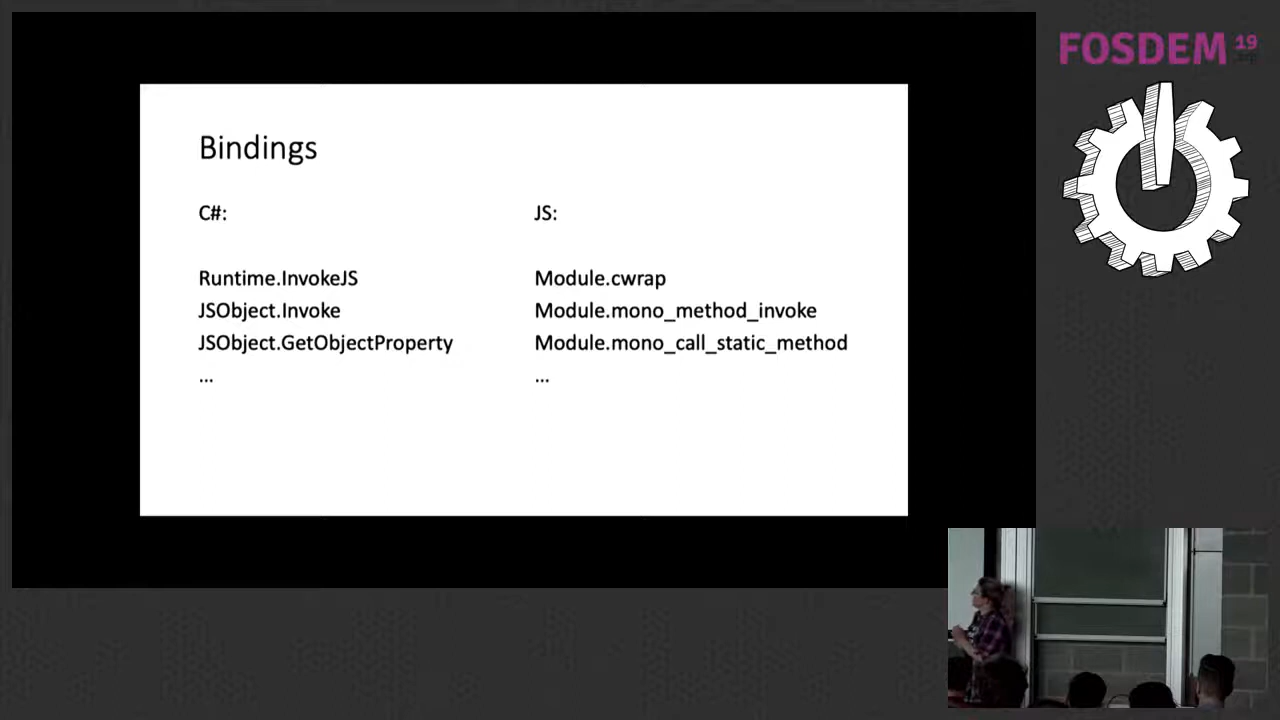 FOSDEM 19
Bindings
C#:
Runtime.InvokeJS
JSObject.Invoke
JSObject.GetObjectProperty
...
JS:
Module.cwrap
Module.mono_method_invoke
Module.mono_call_static_method
...